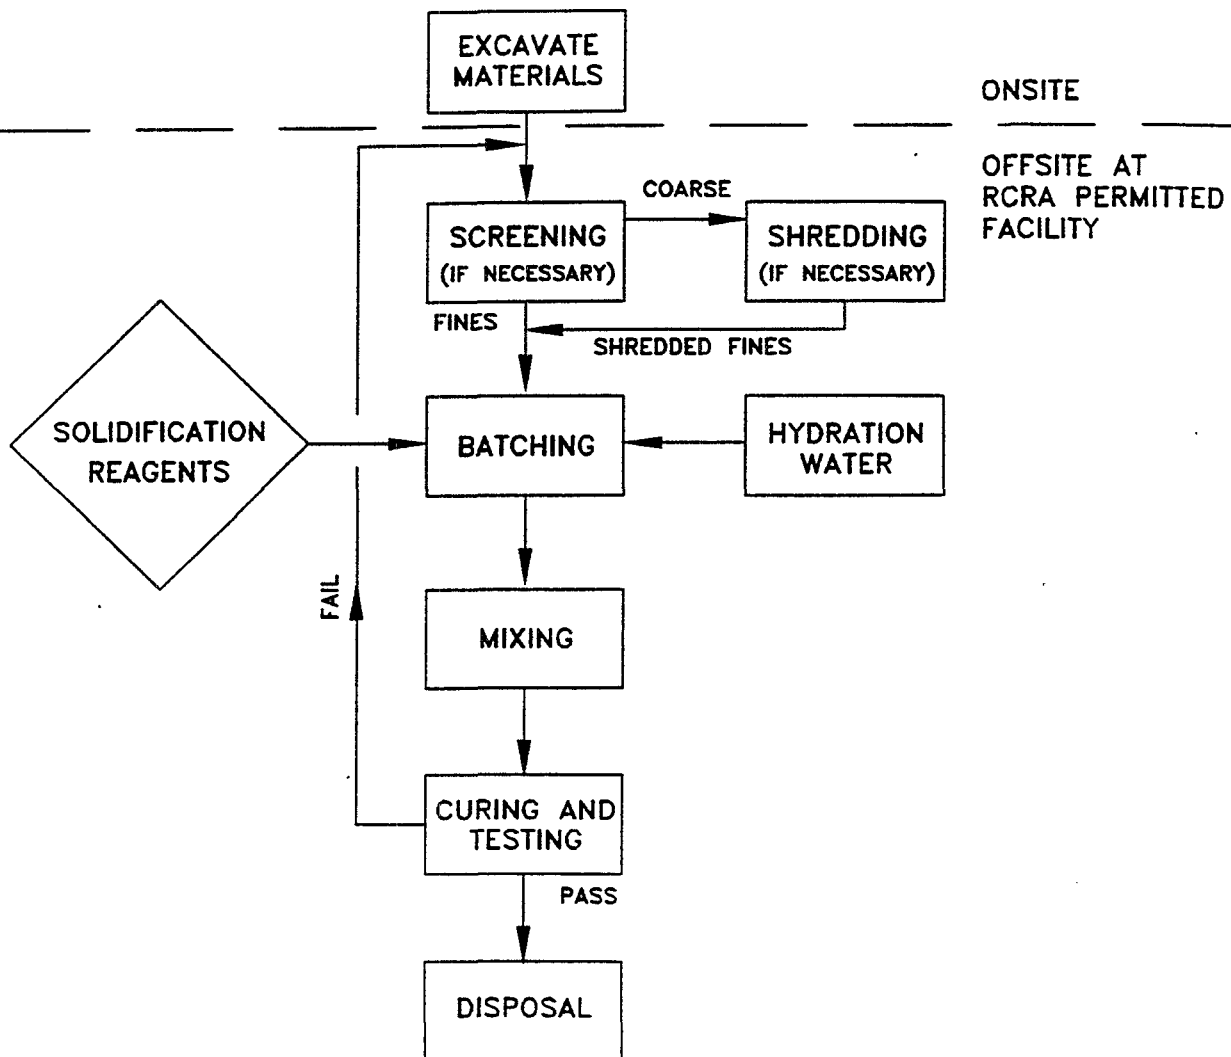 EXCAVATE
MATERIALS
ONSITE
OFFSITE AT
RCRA PERMITTED
FACILITY
COARSE
SCREENING
(IF NECESSARY)
SHREDDING
(IF NECESSARY)
FINES
SHREDDED FINES
SOLIDIFICATION
REAGENTS
BATCHING
HYDRATION
WATER
FAIL
MIXING
CURING AND
TESTING
PASS
DISPOSAL